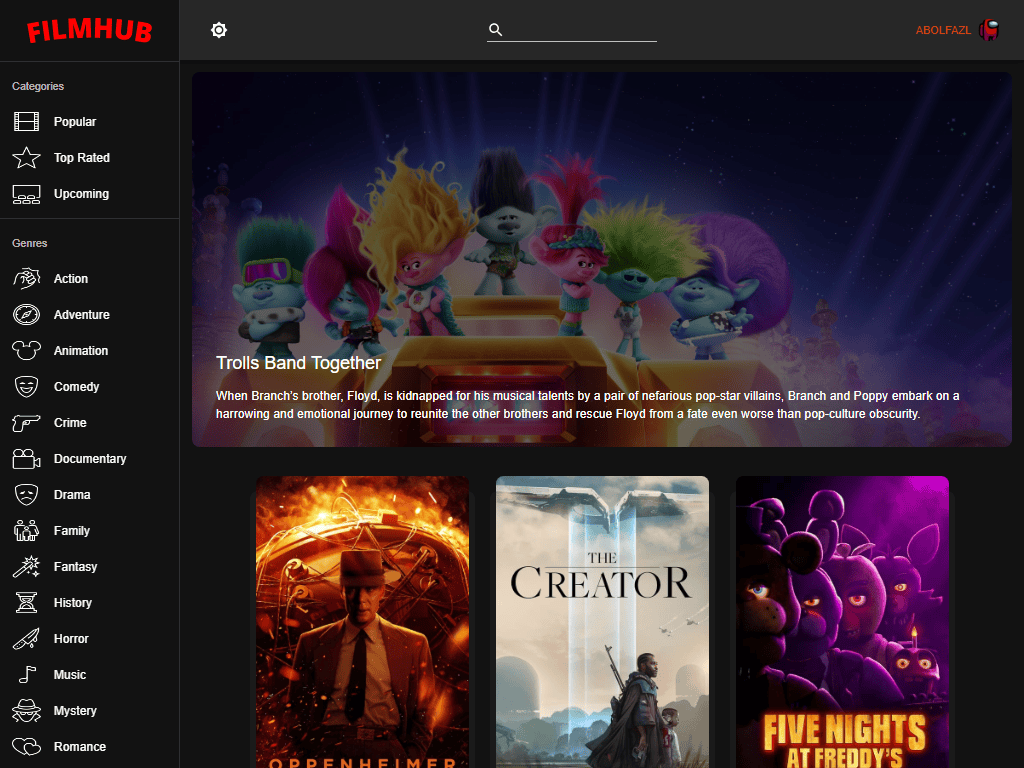 FILMHUB
ABOLFAZL
Categories
Popular
Top Rated
Upcoming
Genres
Action
Adventure
Animation
Comedy
Crime
Documentary
Drama
Family
Fantasy
History
Horror
Music
Mystery
Romance
Trolls Band Together
When Branch's brother, Floyd, is kidnapped for his musical talents by a pair of nefarious pop-star villains, Branch and Poppy embark on a
harrowing and emotional journey to reunite the other brothers and rescue Floyd from a fate even worse than pop-culture obscurity.
OPPENHEIMER
THE
CREATOR
FIVE NIGHTS
AT FREDDY'S